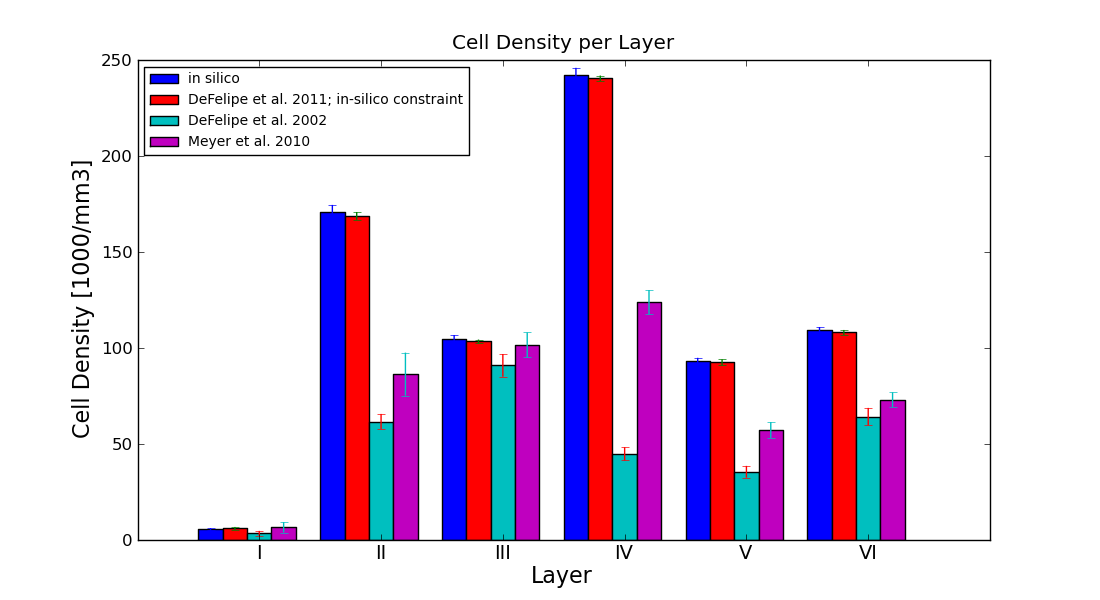 Cell Density per Layer
in silico
DeFelipe et al. 2011; in-silico constraint
DeFelipe et al. 2002
Meyer et al. 2010
Cell Density [1000/mm3]
250
200
150
100
50
0
I II III IV V VI
Layer